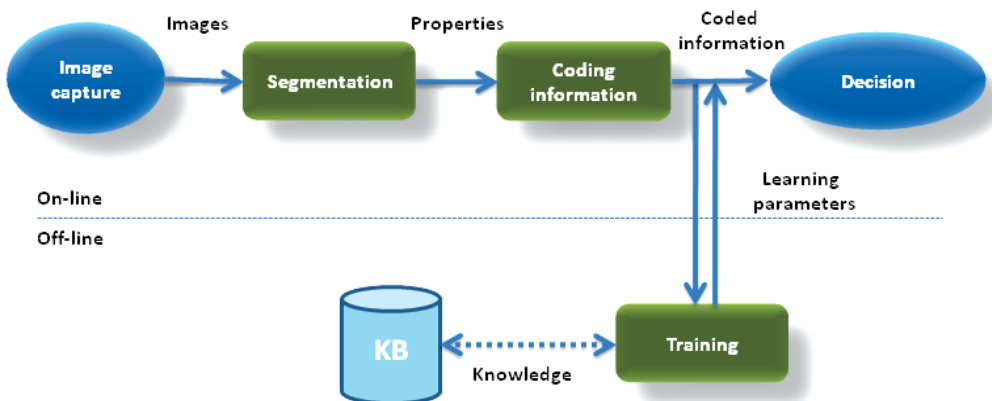 Images
Properties
Coded
information
Image
capture
Segmentation
Coding
information
Decision
Learning
parameters
On-line
Off-line
KB
Training
Knowledge